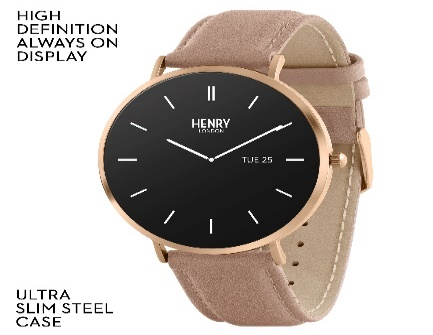 HIGH
DEFINITION
ALWAYS ON
DISPLAY
HENRY
LONDON
TUE 25
ULTRA
SLIM STEEL
CASE